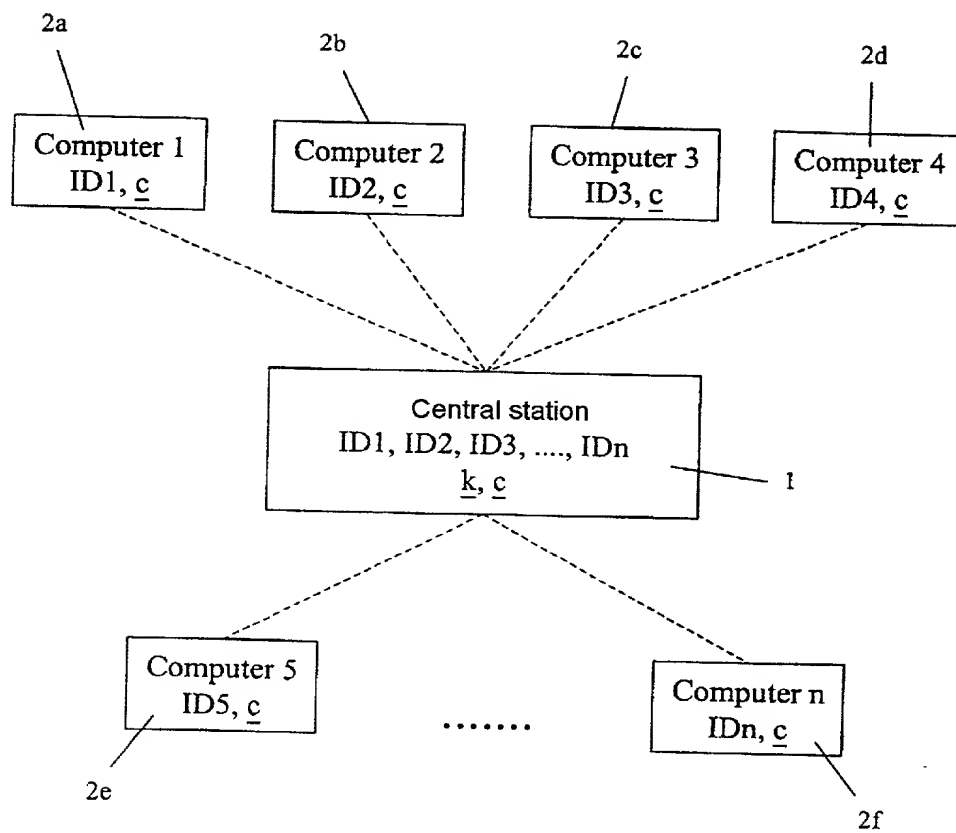 2a
2b
2c
2d
Computer 1
ID1, c
Computer 2
ID2, c
Computer 3
ID3, c
Computer 4
ID4, c
Central station
ID1, ID2, ID3, ...., IDn
k, c
1
Computer 5
ID5, c
.......
Computer n
IDn, c
2e
2f